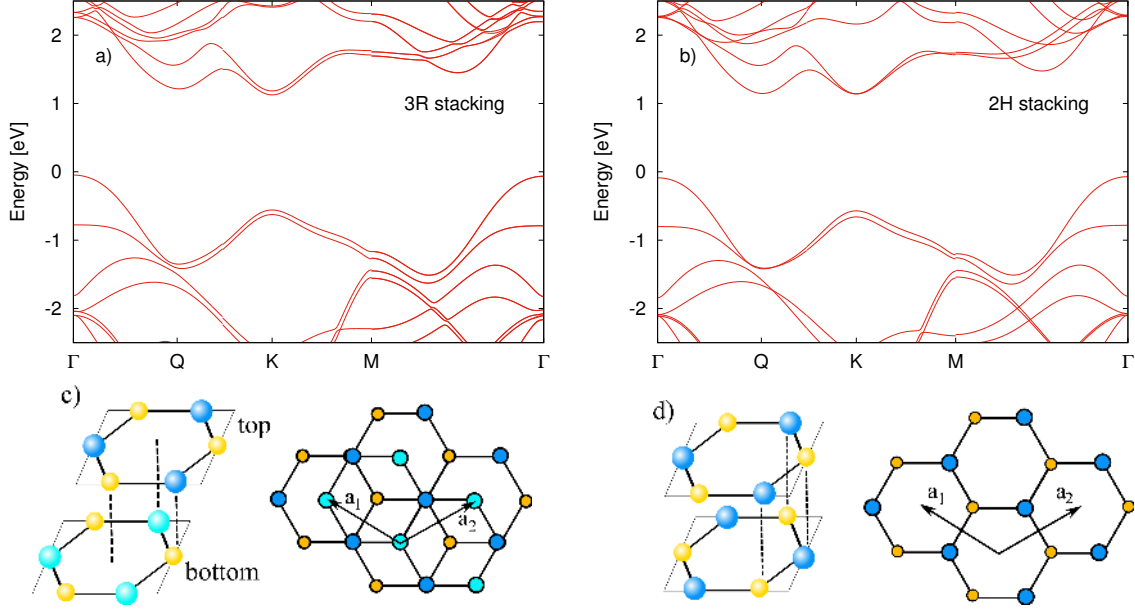 a)
3R stacking
Energy [eV]
2
1
0
-1
-2
Γ Q K M Γ
b)
2H stacking
Energy [eV]
2
1
0
-1
-2
Γ Q K M Γ
c)
top
bottom
a1
a2
d)
a1
a2